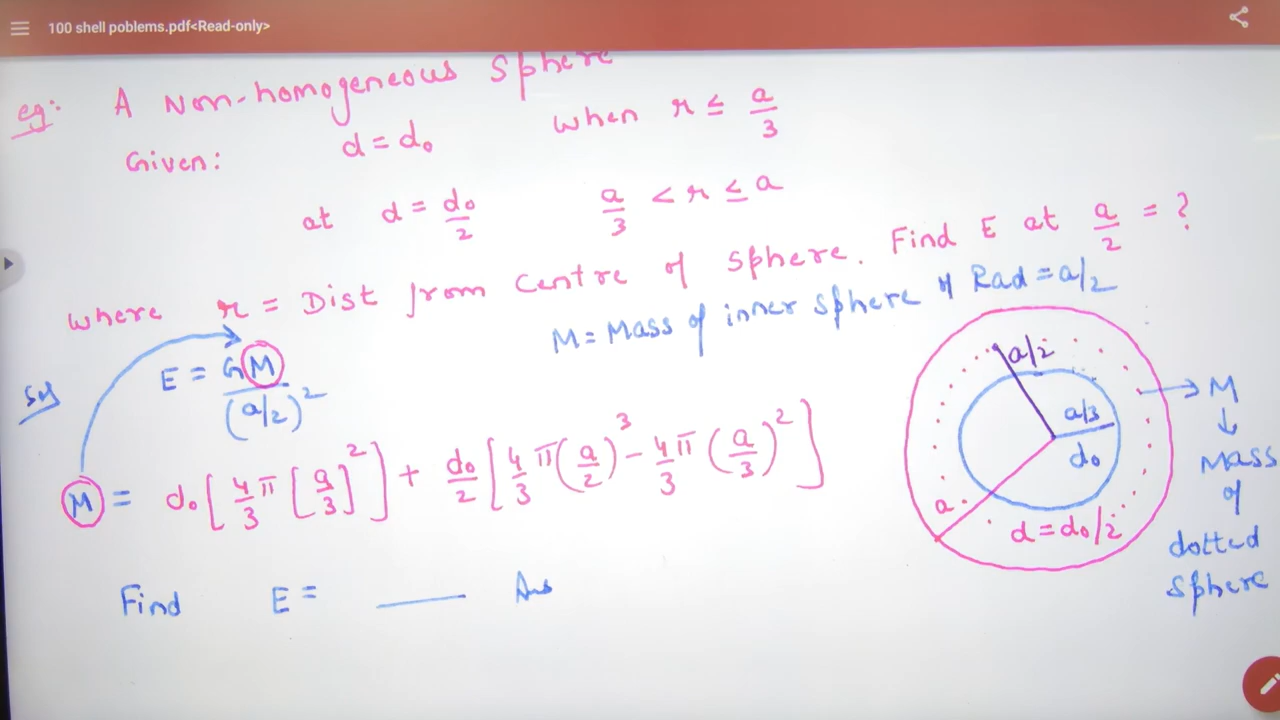 100 shell poblems.pdf<Read-only>
eg: A Non-homogeneous Sphere
Given: d = d₀ when r ≤ a/3
at d = d₀/2 a/3 < r ≤ a
where r = Dist from Centre of sphere. Find E at a/2 = ?
M = Mass of inner sphere of Rad = a/2
Sol E = GM/(a/2)²
M = d₀[4/3 π [a/3]²] + d₀/2 [4/3 π (a/2)³ − 4/3 π (a/3)²]
Find E = ____ Ans
a/2
a/3
d₀
a
d = d₀/2
→ M
↓
Mass
of
dotted
sphere